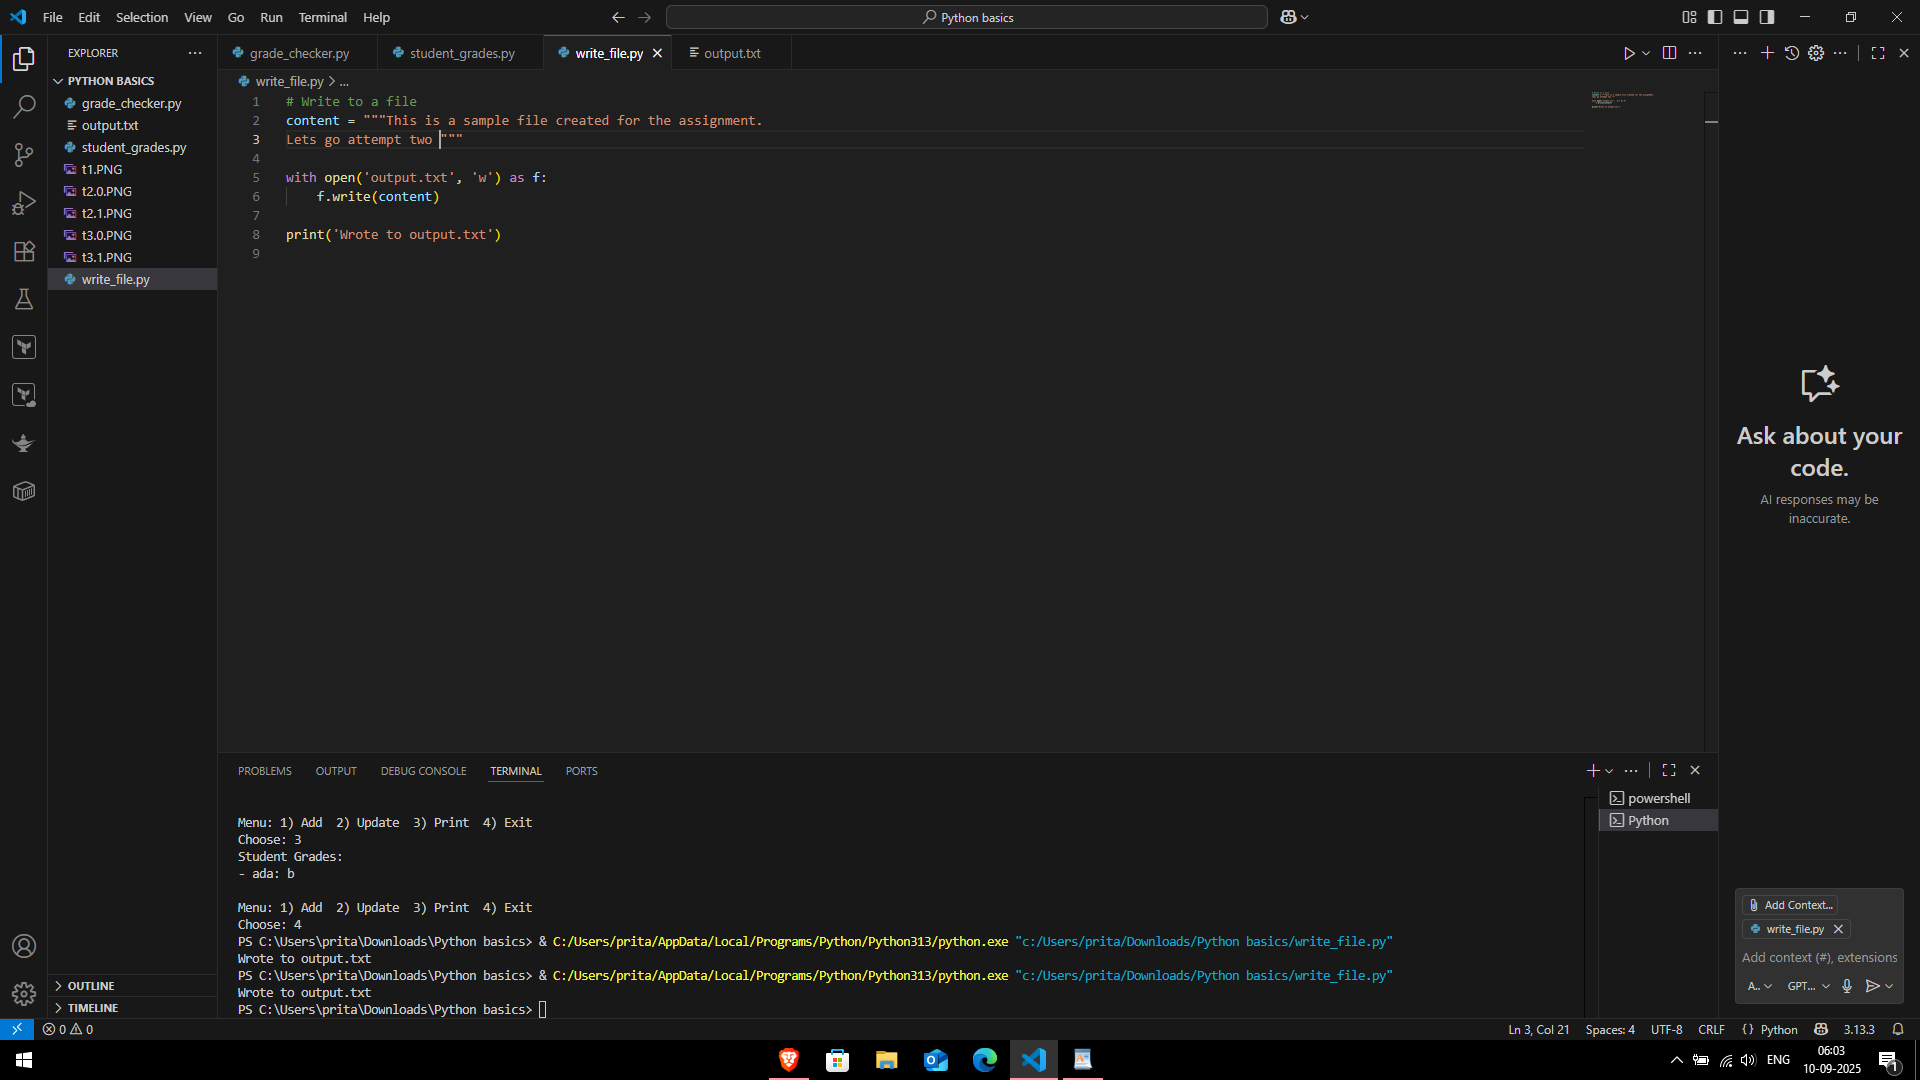 File Edit Selection View Go Run Terminal Help
Python basics
EXPLORER
PYTHON BASICS
grade_checker.py
output.txt
student_grades.py
t1.PNG
t2.0.PNG
t2.1.PNG
t3.0.PNG
t3.1.PNG
write_file.py
OUTLINE
TIMELINE
grade_checker.py student_grades.py write_file.py output.txt
write_file.py > ...
1 # Write to a file
2 content = """This is a sample file created for the assignment.
3 Lets go attempt two """
4
5 with open('output.txt', 'w') as f:
6 f.write(content)
7
8 print('Wrote to output.txt')
9
PROBLEMS OUTPUT DEBUG CONSOLE TERMINAL PORTS
Menu: 1) Add 2) Update 3) Print 4) Exit
Choose: 3
Student Grades:
- ada: b
Menu: 1) Add 2) Update 3) Print 4) Exit
Choose: 4
PS C:\Users\prita\Downloads\Python basics> & C:/Users/prita/AppData/Local/Programs/Python/Python313/python.exe "c:/Users/prita/Downloads/Python basics/write_file.py"
Wrote to output.txt
PS C:\Users\prita\Downloads\Python basics> & C:/Users/prita/AppData/Local/Programs/Python/Python313/python.exe "c:/Users/prita/Downloads/Python basics/write_file.py"
Wrote to output.txt
PS C:\Users\prita\Downloads\Python basics>
powershell
Python
Ask about your
code.
AI responses may be
inaccurate.
Add Context...
write_file.py
Add context (#), extensions
A.. GPT...
0 0
Ln 3, Col 21 Spaces: 4 UTF-8 CRLF {} Python 3.13.3
ENG
06:03
10-09-2025
1